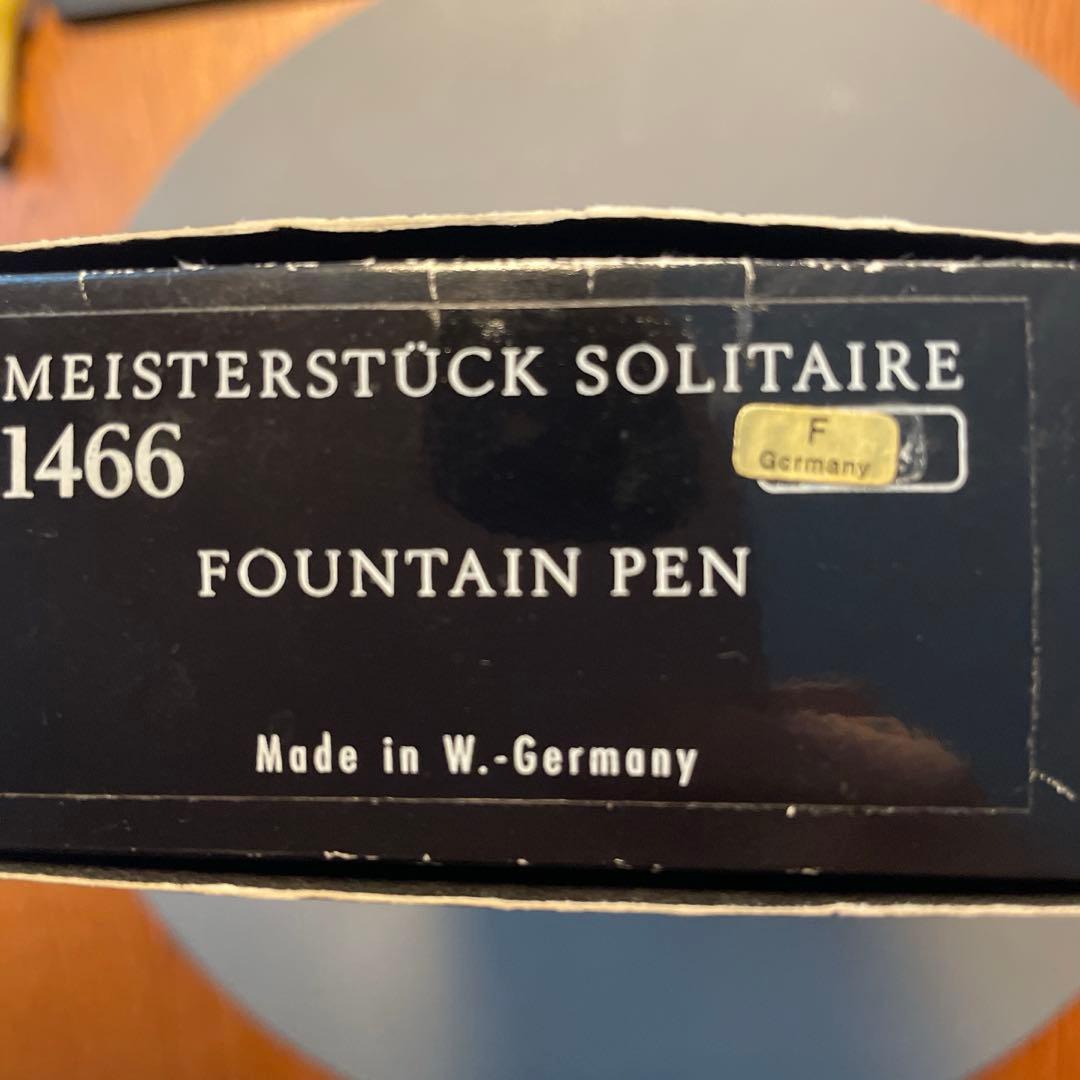 MEISTERSTÜCK SOLITAIRE
1466
F
Germany
FOUNTAIN PEN
Made in W.-Germany